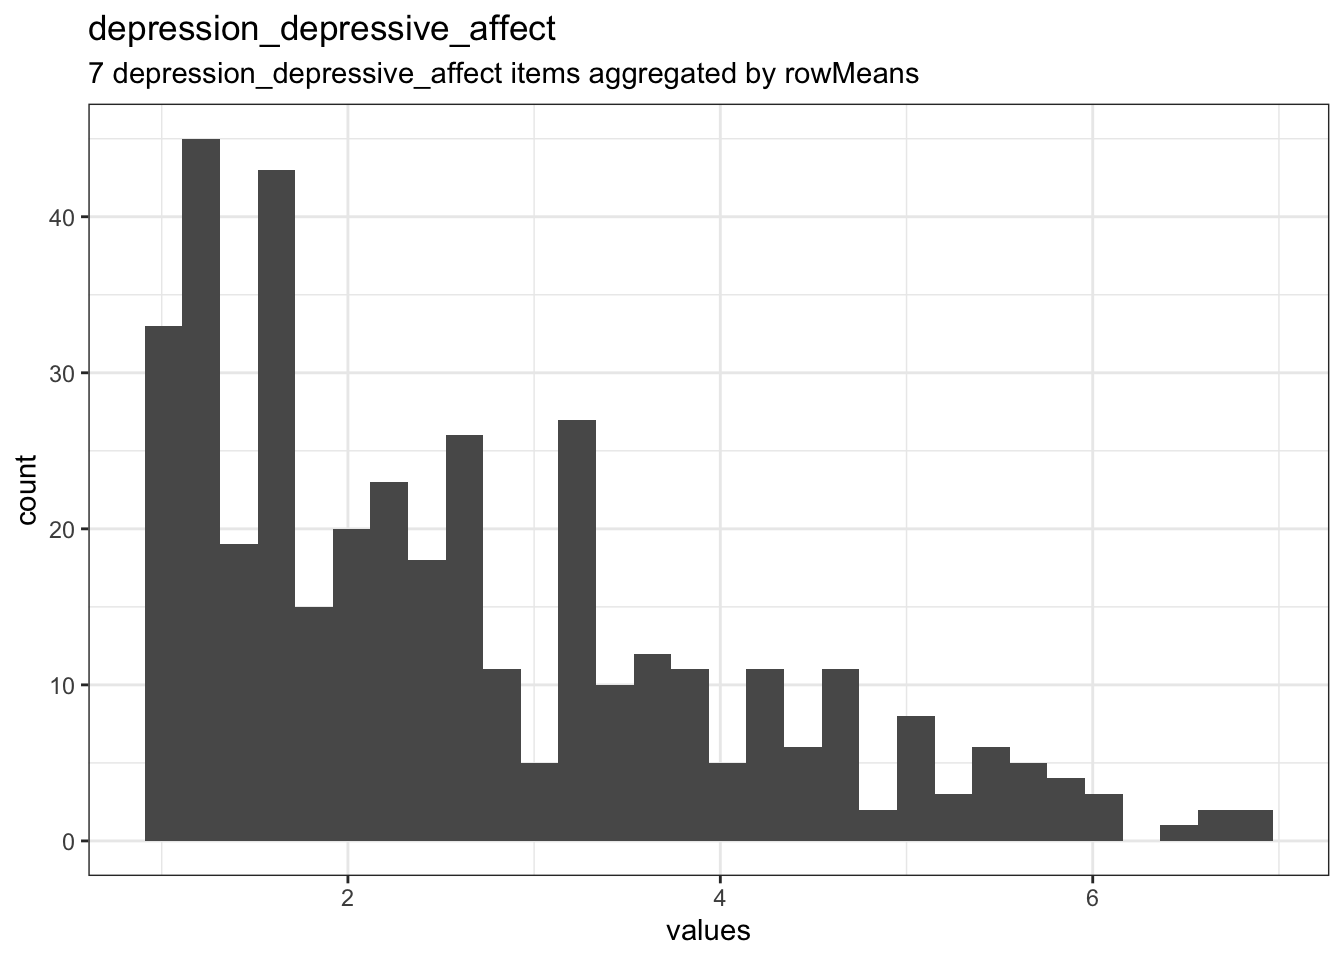 depression_depressive_affect
7 depression_depressive_affect items aggregated by rowMeans
40
30
20
10
0
count
2 4 6
values